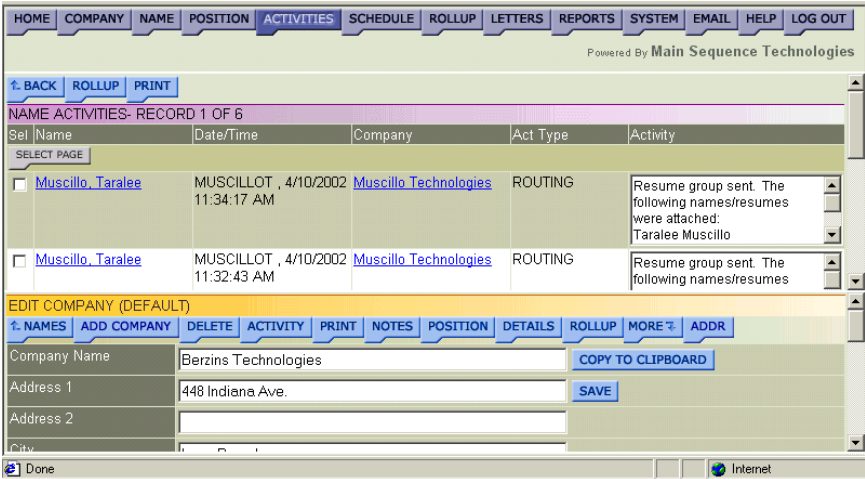 HOME COMPANY NAME POSITION ACTIVITIES SCHEDULE ROLLUP LETTERS REPORTS SYSTEM EMAIL HELP LOG OUT
Powered By Main Sequence Technologies
BACK ROLLUP PRINT
NAME ACTIVITIES- RECORD 1 OF 6
Sel Name Date/Time Company Act Type Activity
SELECT PAGE
Muscillo, Taralee MUSCILLOT , 4/10/2002 Muscillo Technologies ROUTING Resume group sent. The
11:34:17 AM following names/resumes
were attached:
Taralee Muscillo
Muscillo, Taralee MUSCILLOT , 4/10/2002 Muscillo Technologies ROUTING Resume group sent. The
11:32:43 AM following names/resumes
EDIT COMPANY (DEFAULT)
NAMES ADD COMPANY DELETE ACTIVITY PRINT NOTES POSITION DETAILS ROLLUP MORE ADDR
Company Name Berzins Technologies COPY TO CLIPBOARD
Address 1 448 Indiana Ave. SAVE
Address 2
City
Done Internet